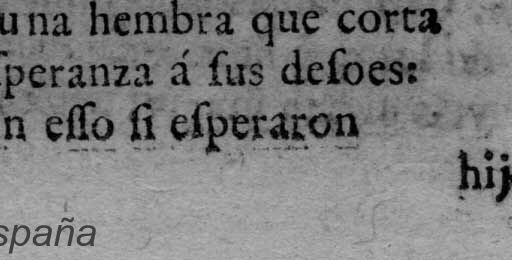 una hembra que corta
ſperanza á ſus deſoes:
n eſſo ſi eſperaron
hij
spaña